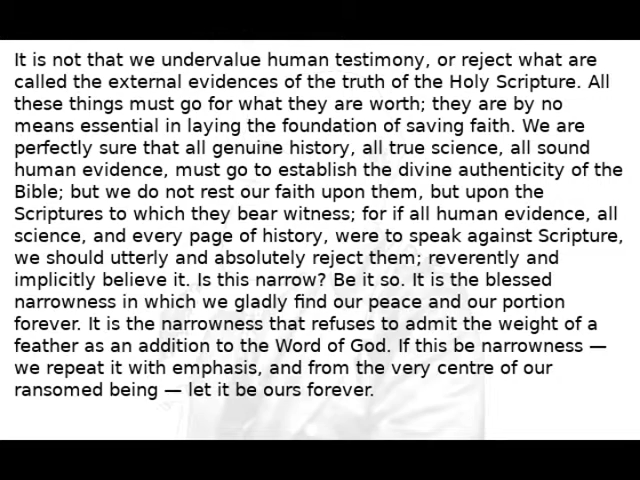 It is not that we undervalue human testimony, or reject what are
called the external evidences of the truth of the Holy Scripture. All
these things must go for what they are worth; they are by no
means essential in laying the foundation of saving faith. We are
perfectly sure that all genuine history, all true science, all sound
human evidence, must go to establish the divine authenticity of the
Bible; but we do not rest our faith upon them, but upon the
Scriptures to which they bear witness; for if all human evidence, all
science, and every page of history, were to speak against Scripture,
we should utterly and absolutely reject them; reverently and
implicitly believe it. Is this narrow? Be it so. It is the blessed
narrowness in which we gladly find our peace and our portion
forever. It is the narrowness that refuses to admit the weight of a
feather as an addition to the Word of God. If this be narrowness —
we repeat it with emphasis, and from the very centre of our
ransomed being — let it be ours forever.